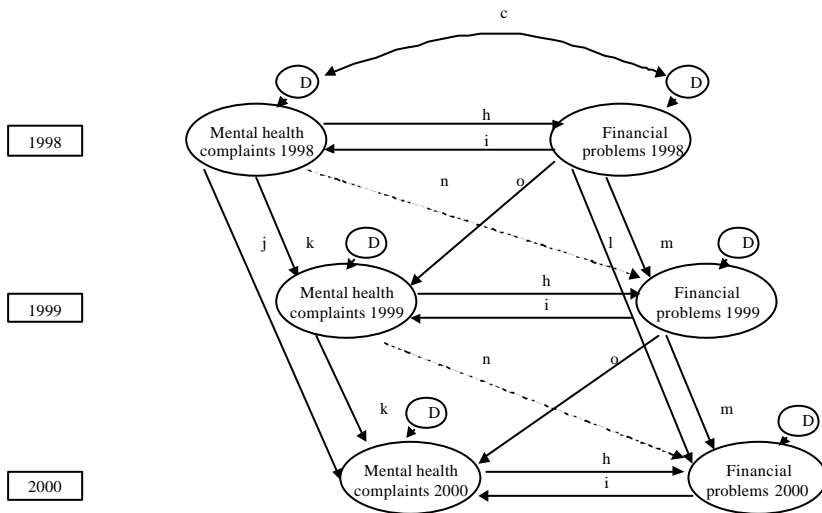 c
D
D
1998
Mental health
complaints 1998
h
i
Financial
problems 1998
n
o
j
k
D
l
m
D
1999
Mental health
complaints 1999
h
i
Financial
problems 1999
n
o
k
D
m
D
2000
Mental health
complaints 2000
h
i
Financial
problems 2000